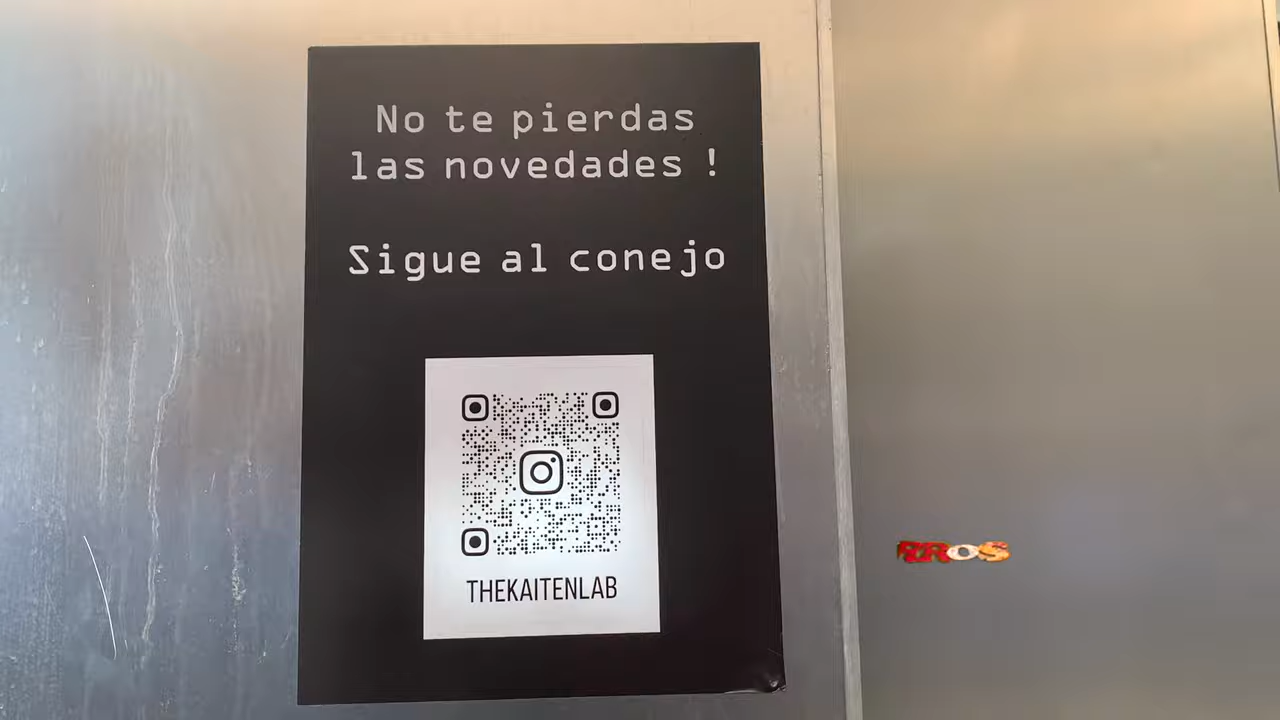 No te pierdas
las novedades !
Sigue al conejo
THEKAITENLAB